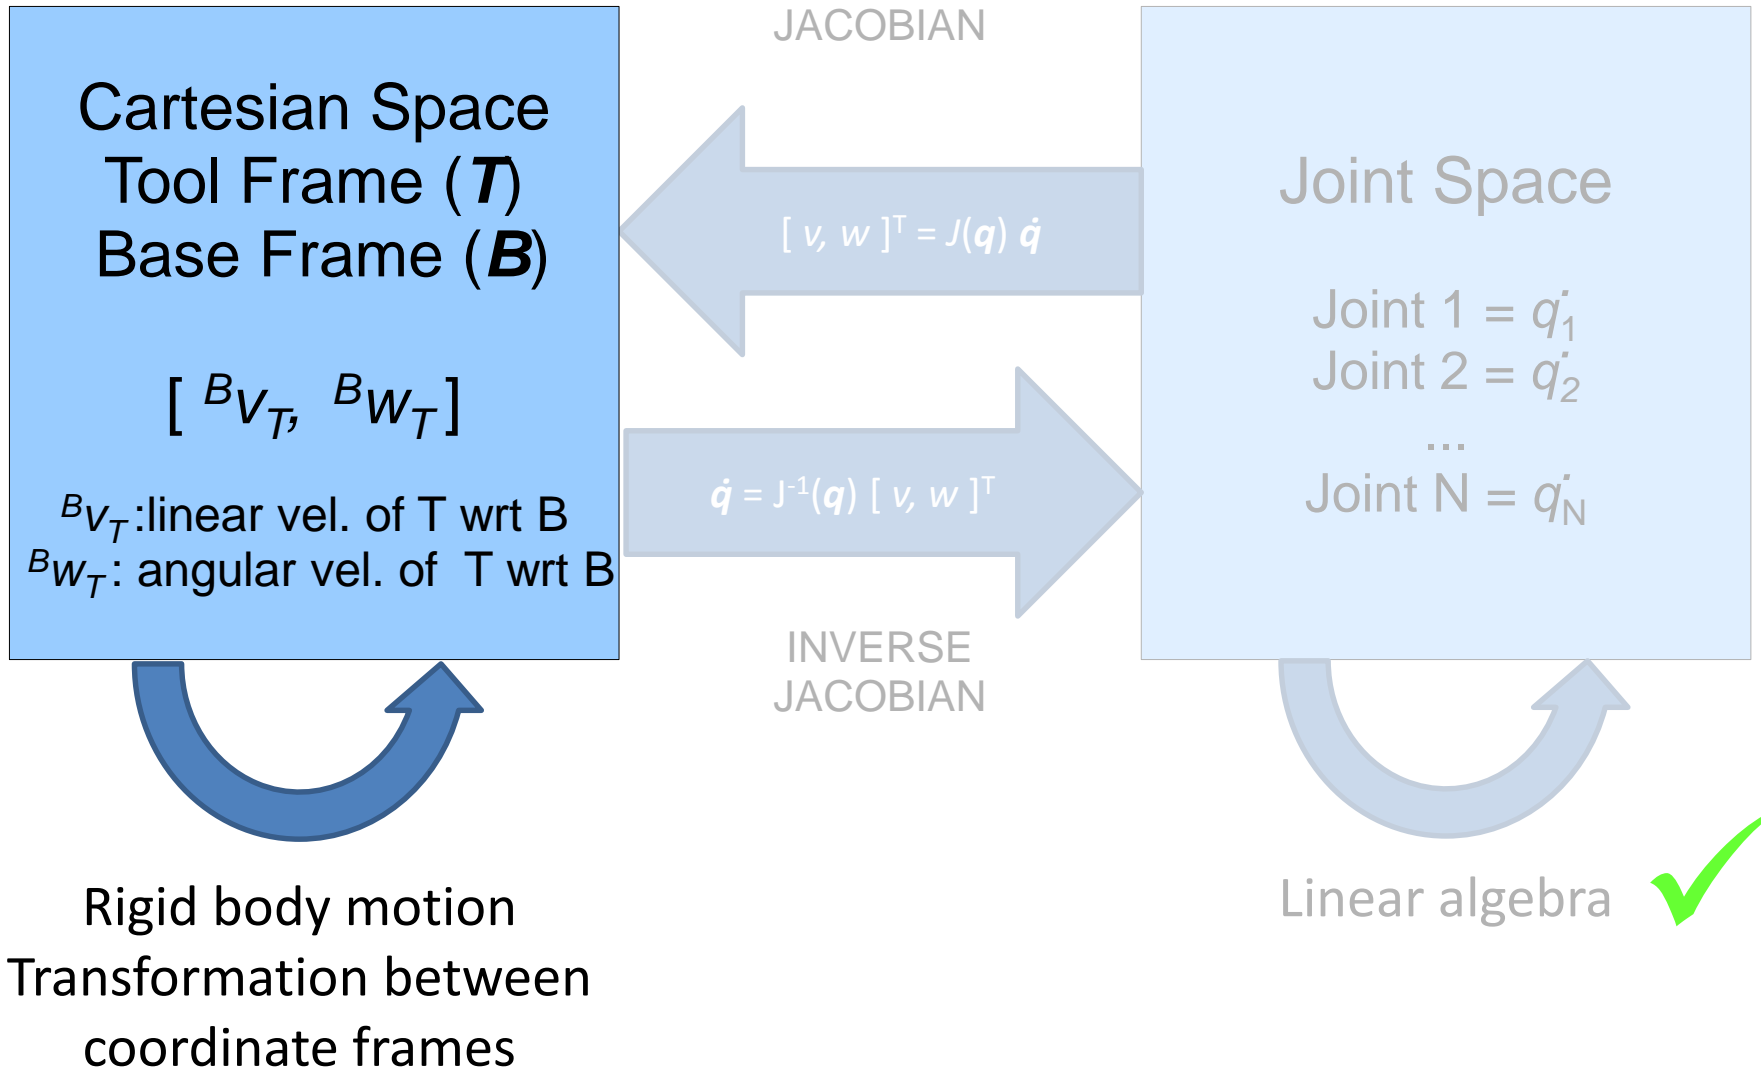 JACOBIAN
Cartesian Space
Tool Frame (T)
Base Frame (B)
[ ᴮv_T, ᴮw_T ]
ᴮv_T :linear vel. of T wrt B
ᴮw_T : angular vel. of T wrt B
[ v, w ]ᵀ = J(q) q̇
q̇ = J⁻¹(q) [ v, w ]ᵀ
INVERSE
JACOBIAN
Joint Space
Joint 1 = q̇₁
Joint 2 = q̇₂
...
Joint N = q̇_N
Rigid body motion
Transformation between
coordinate frames
Linear algebra